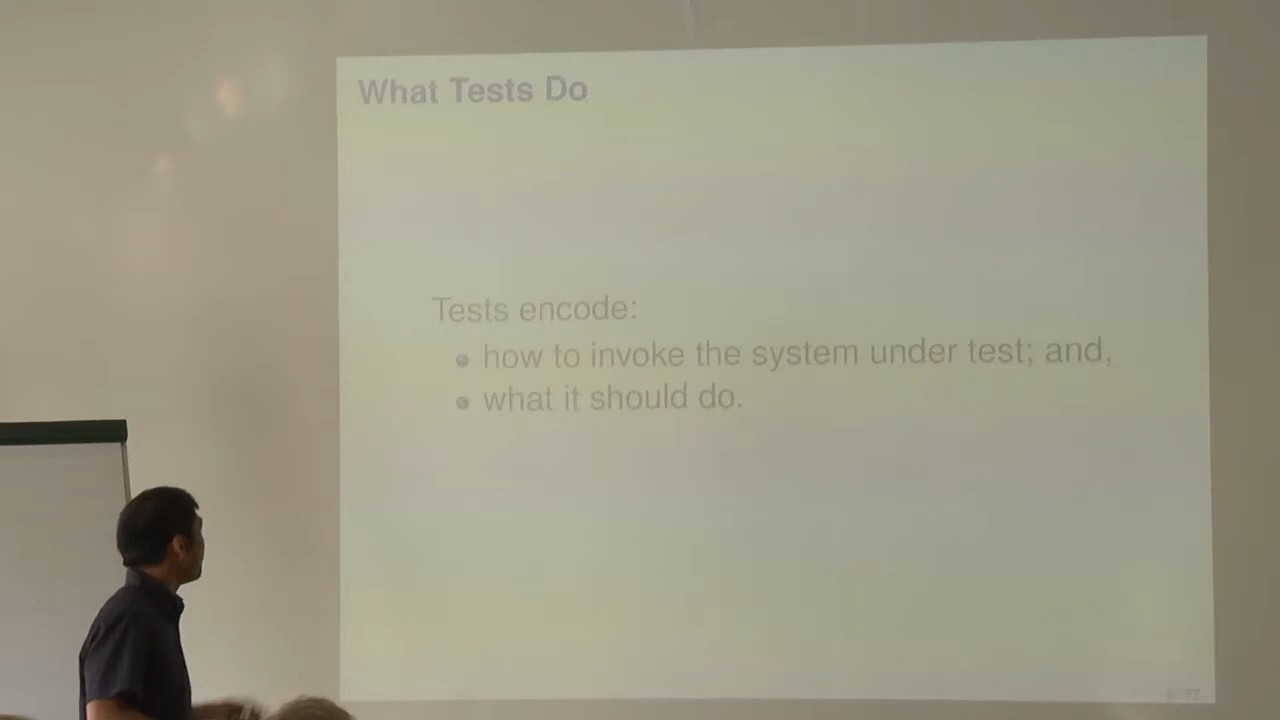 What Tests Do
Tests encode:
• how to invoke the system under test; and,
• what it should do.